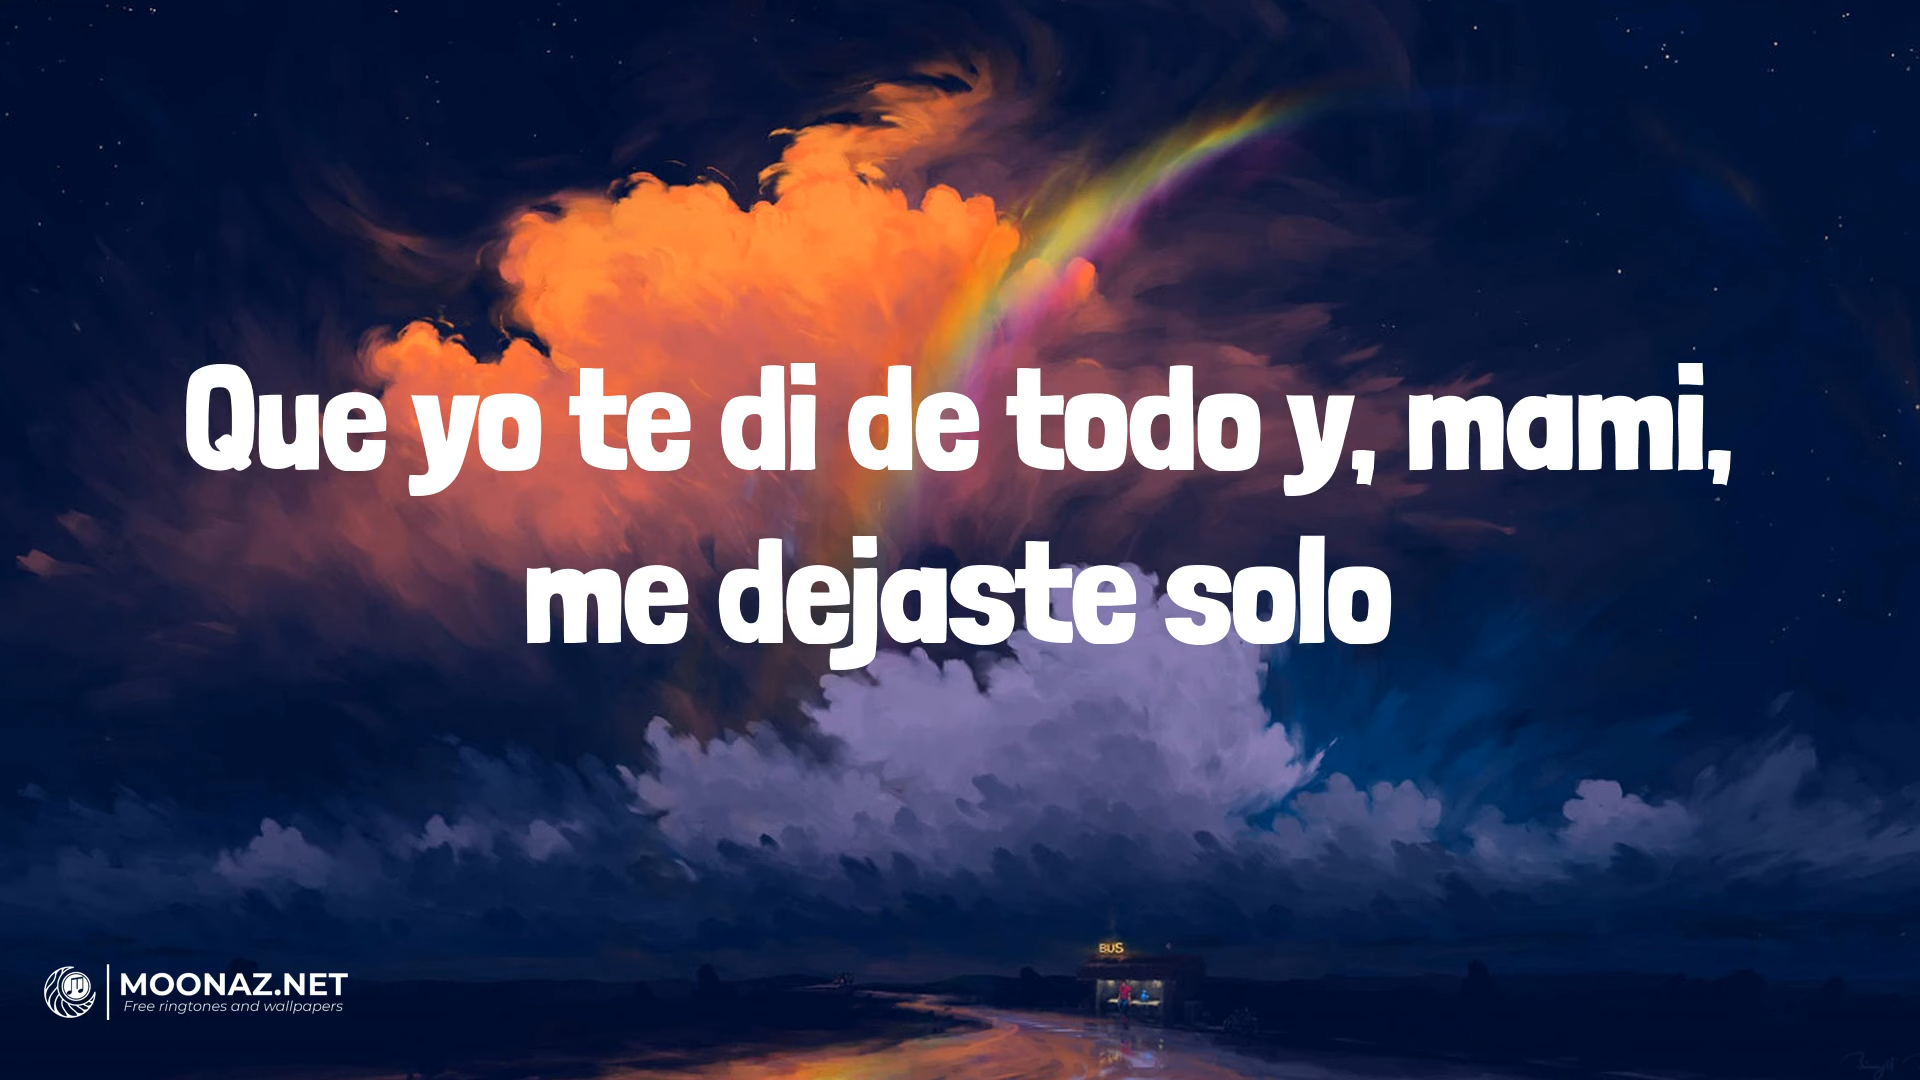 Que yo te di de todo y, mami,
me dejaste solo
BUS
MOONAZ.NET
Free ringtones and wallpapers